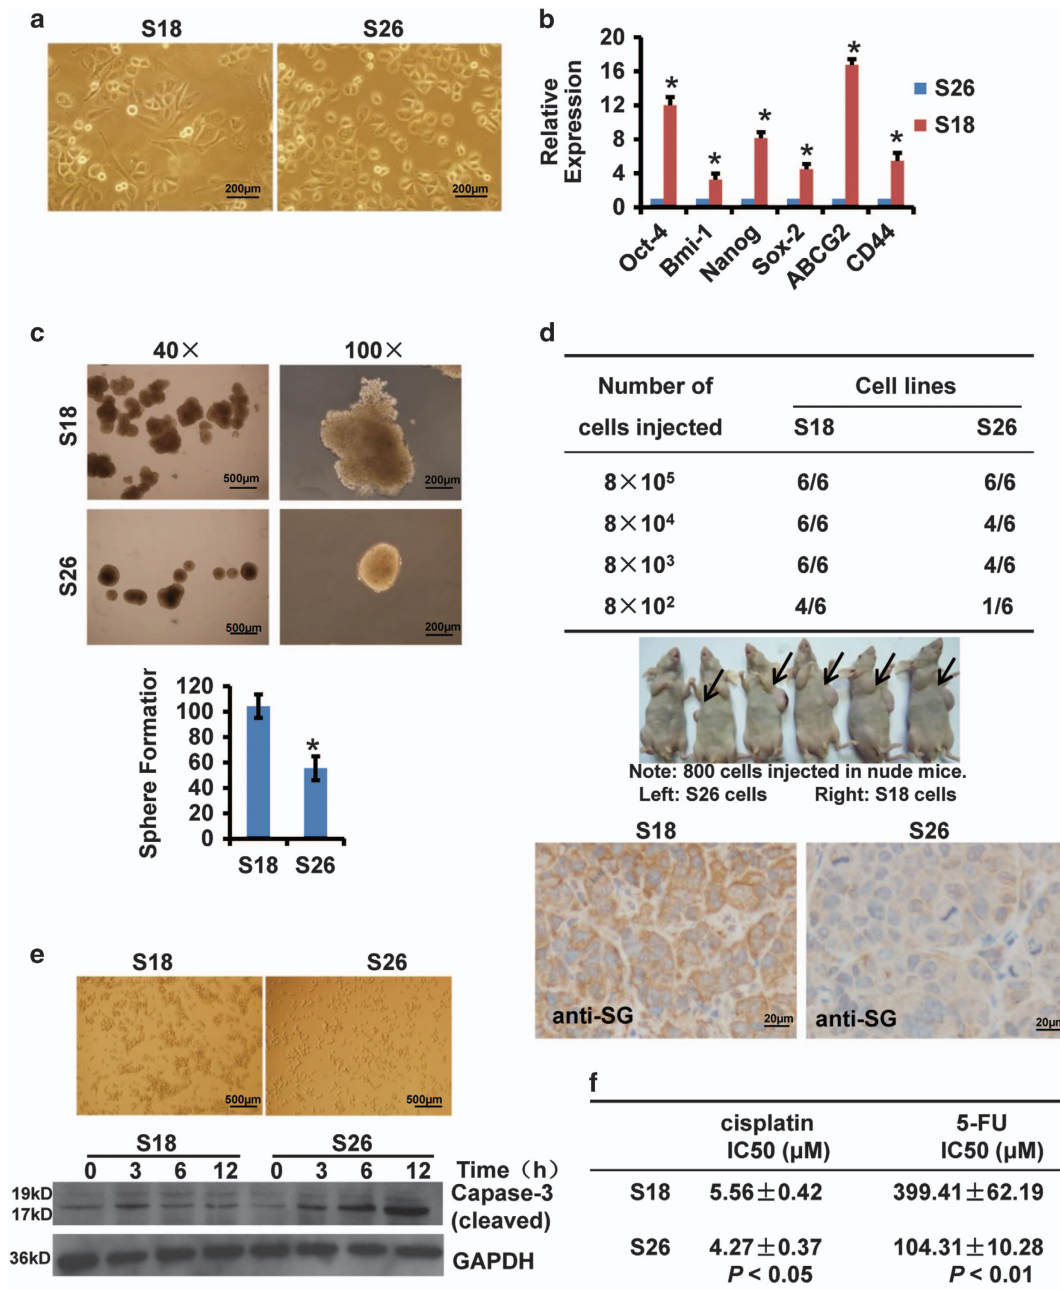 a
S18 S26
200µm 200µm
b
20
16
12
8
4
0
Relative
Expression
* * * * * *
S26
S18
Oct-4 Bmi-1 Nanog Sox-2 ABCG2 CD44
c
40× 100×
S18
500µm 200µm
S26
500µm 200µm
120
100
80
60
40
20
0
Sphere Formatior
*
S18 S26
d
Number of Cell lines
cells injected S18 S26
8×10⁵ 6/6 6/6
8×10⁴ 6/6 4/6
8×10³ 6/6 4/6
8×10² 4/6 1/6
Note: 800 cells injected in nude mice.
Left: S26 cells Right: S18 cells
S18 S26
anti-SG 20µm anti-SG 20µm
e
S18 S26
500µm 500µm
S18 S26
0 3 6 12 0 3 6 12 Time（h）
19kD Capase-3
17kD (cleaved)
36kD GAPDH
f
cisplatin 5-FU
IC50 (µM) IC50 (µM)
S18 5.56±0.42 399.41±62.19
S26 4.27±0.37 104.31±10.28
P < 0.05 P < 0.01